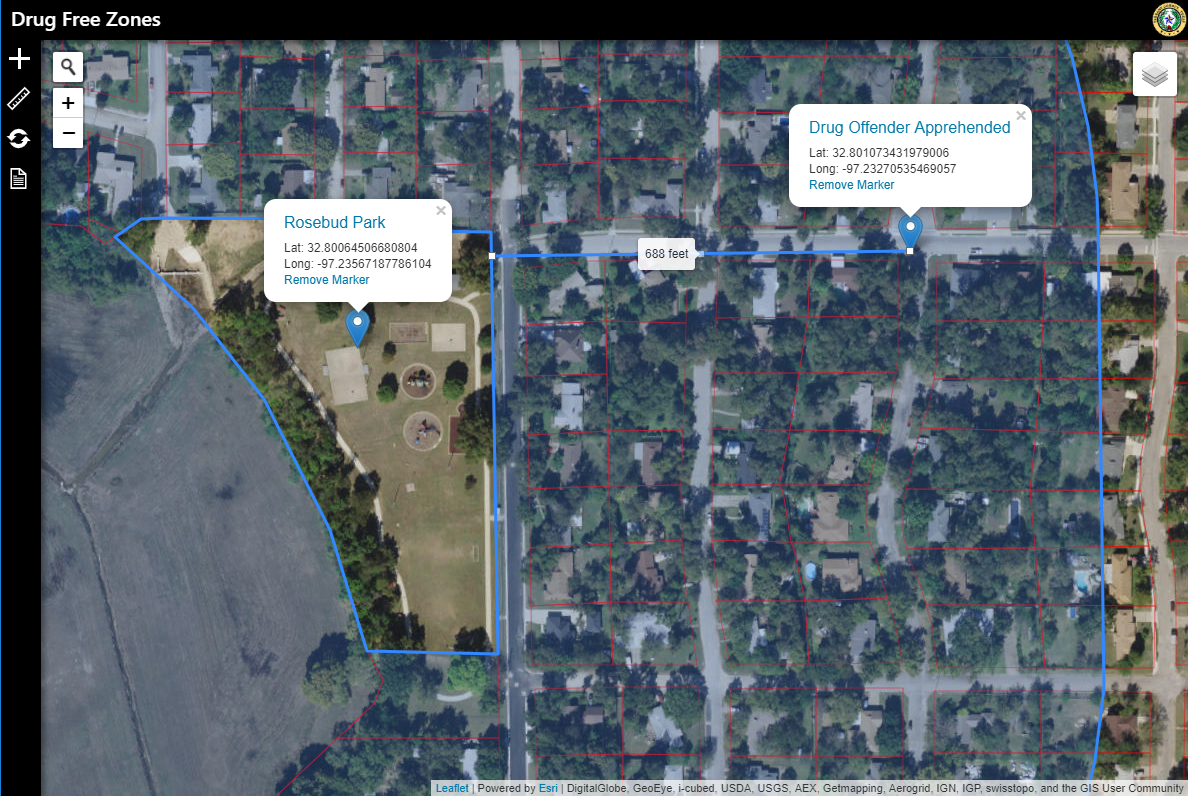 Drug Free Zones
+
−
Drug Offender Apprehended
×
Lat: 32.801073431979006
Long: -97.23270535469057
Remove Marker
Rosebud Park
×
Lat: 32.80064506680804
Long: -97.23567187786104
Remove Marker
688 feet
Leaflet | Powered by Esri | DigitalGlobe, GeoEye, i-cubed, USDA, USGS, AEX, Getmapping, Aerogrid, IGN, IGP, swisstopo, and the GIS User Community